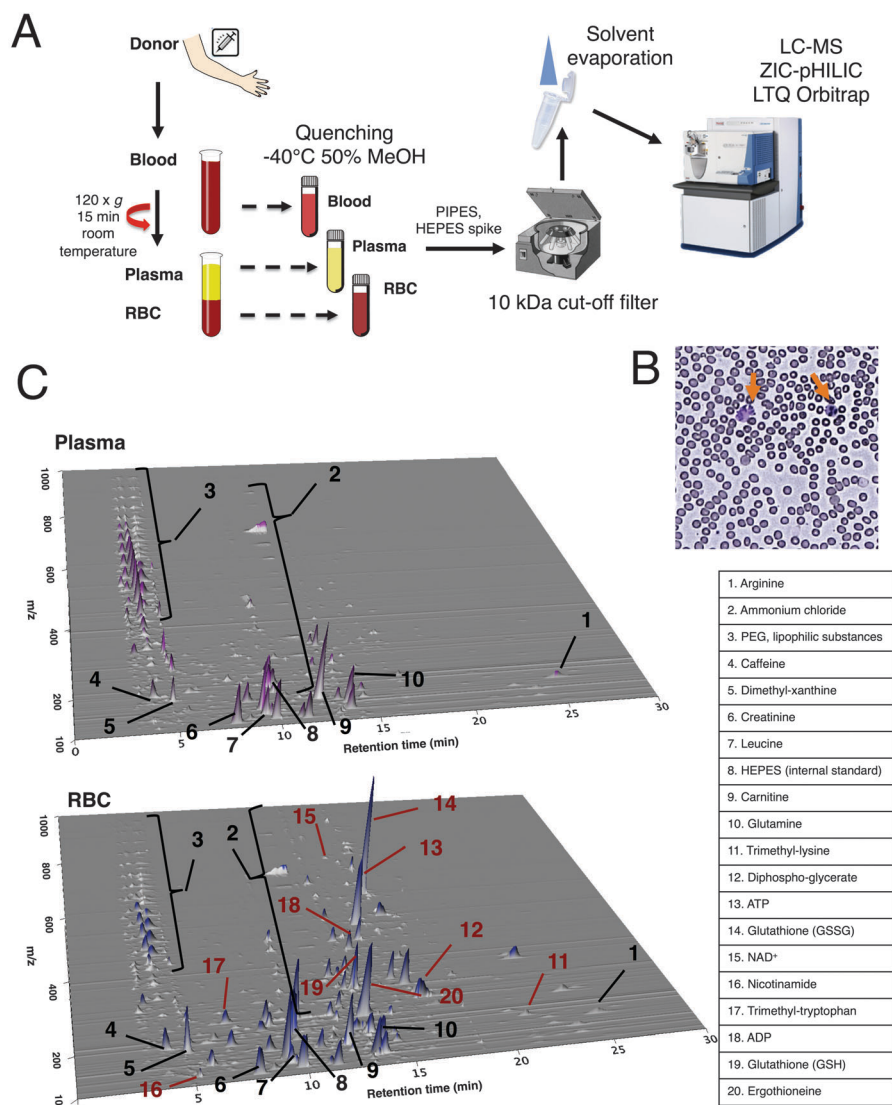 A
Donor
Blood
120 x g
15 min
room
temperature
Plasma
RBC
Quenching
-40°C 50% MeOH
Blood
Plasma
RBC
PIPES,
HEPES spike
Solvent
evaporation
10 kDa cut-off filter
LC-MS
ZIC-pHILIC
LTQ Orbitrap
B
C
Plasma
1000
800
600
400
200
100
m/z
0
5
10
15
20
25
30
Retention time (min)
1
2
3
4
5
6
7
8
9
10
RBC
1000
800
600
400
200
100
m/z
5
10
15
20
25
30
Retention time (min)
1
2
3
4
5
6
7
8
9
10
11
12
13
14
15
16
17
18
19
20
1. Arginine
2. Ammonium chloride
3. PEG, lipophilic substances
4. Caffeine
5. Dimethyl-xanthine
6. Creatinine
7. Leucine
8. HEPES (internal standard)
9. Carnitine
10. Glutamine
11. Trimethyl-lysine
12. Diphospho-glycerate
13. ATP
14. Glutathione (GSSG)
15. NAD⁺
16. Nicotinamide
17. Trimethyl-tryptophan
18. ADP
19. Glutathione (GSH)
20. Ergothioneine